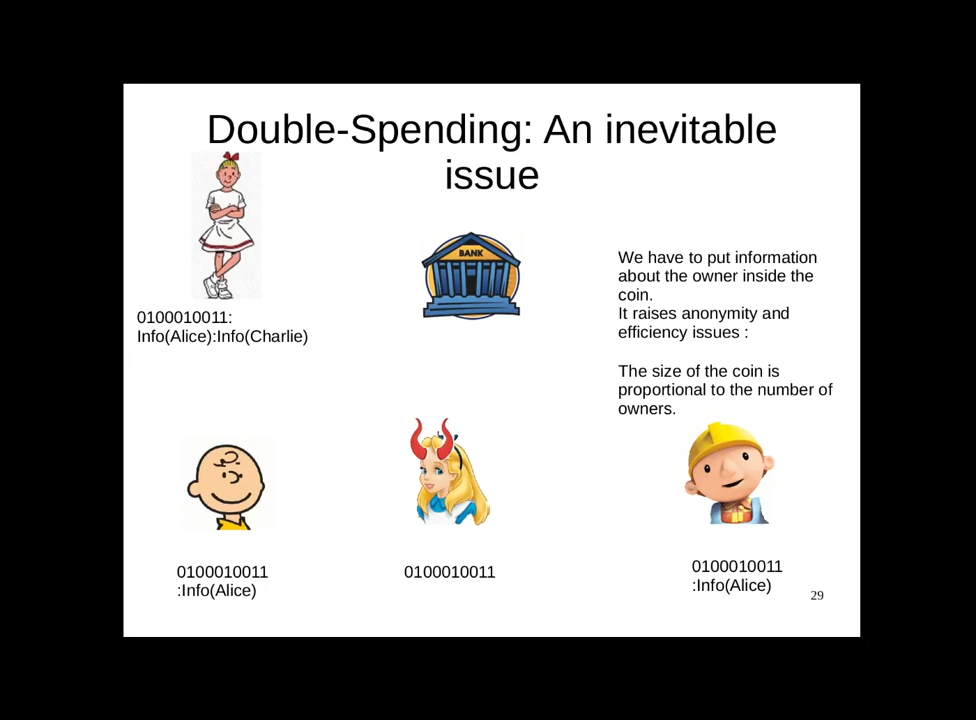 Double-Spending: An inevitable
issue
BANK
We have to put information
about the owner inside the
coin.
It raises anonymity and
efficiency issues :
The size of the coin is
proportional to the number of
owners.
0100010011:
Info(Alice):Info(Charlie)
0100010011
:Info(Alice)
0100010011
0100010011
:Info(Alice)
29